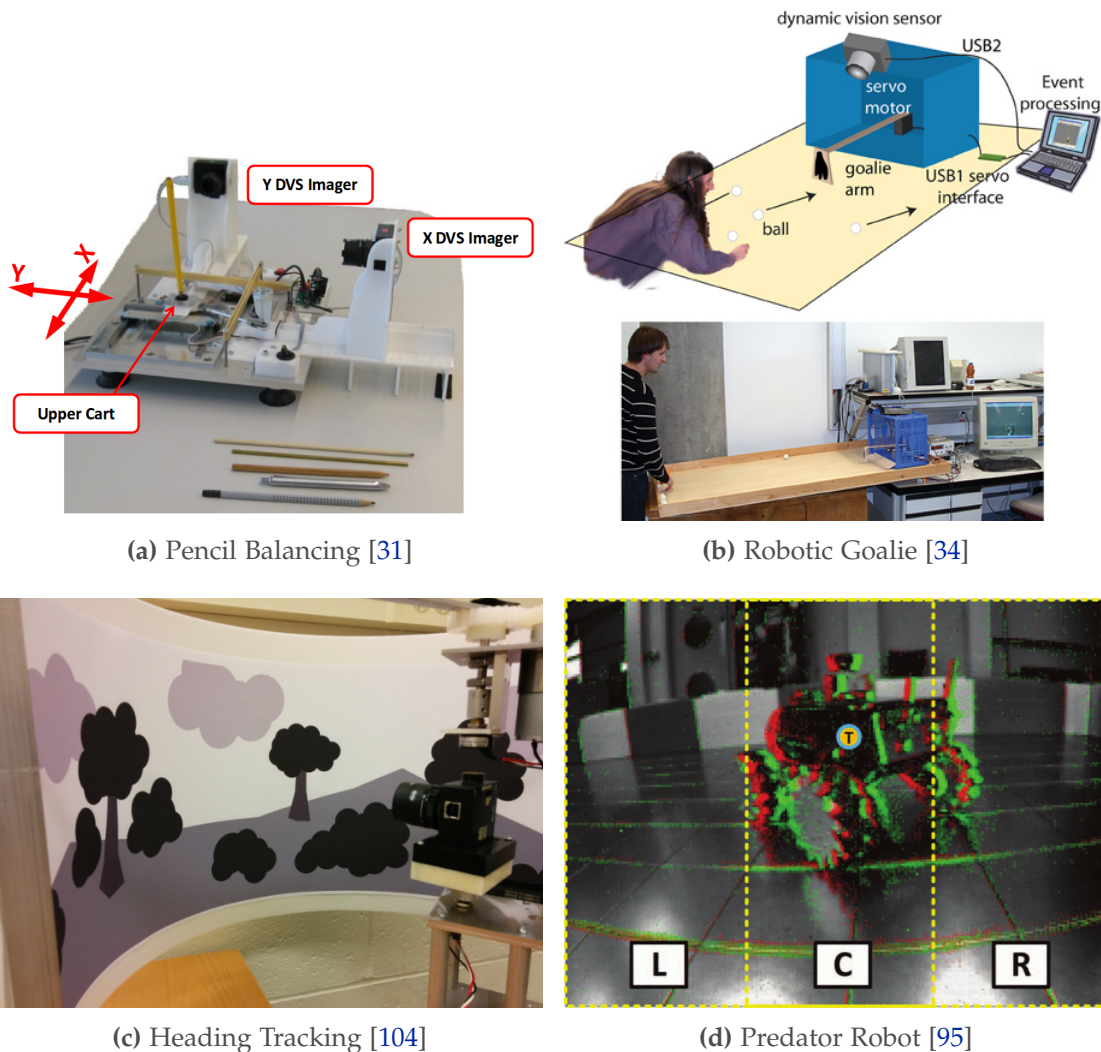 Y DVS Imager
X DVS Imager
X
Y
Upper Cart
(a) Pencil Balancing [31]
dynamic vision sensor
USB2
servo
motor
Event
processing
goalie
arm
USB1 servo
interface
ball
(b) Robotic Goalie [34]
(c) Heading Tracking [104]
T
L
C
R
(d) Predator Robot [95]